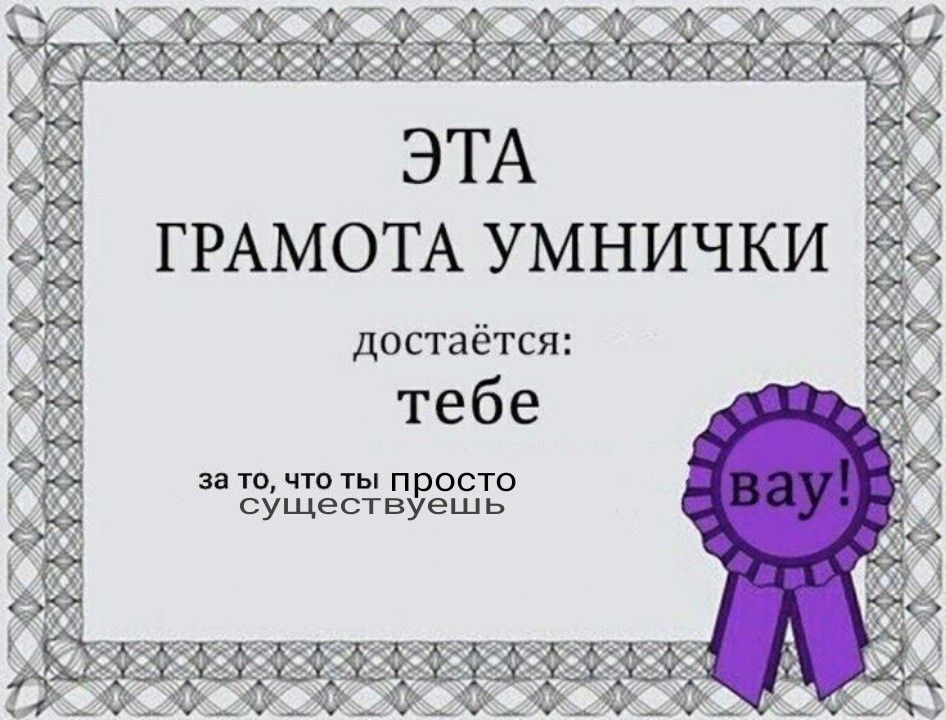 ЭТА
ГРАМОТА УМНИЧКИ
достаётся:
тебе
за то, что ты просто
существуешь
вау!